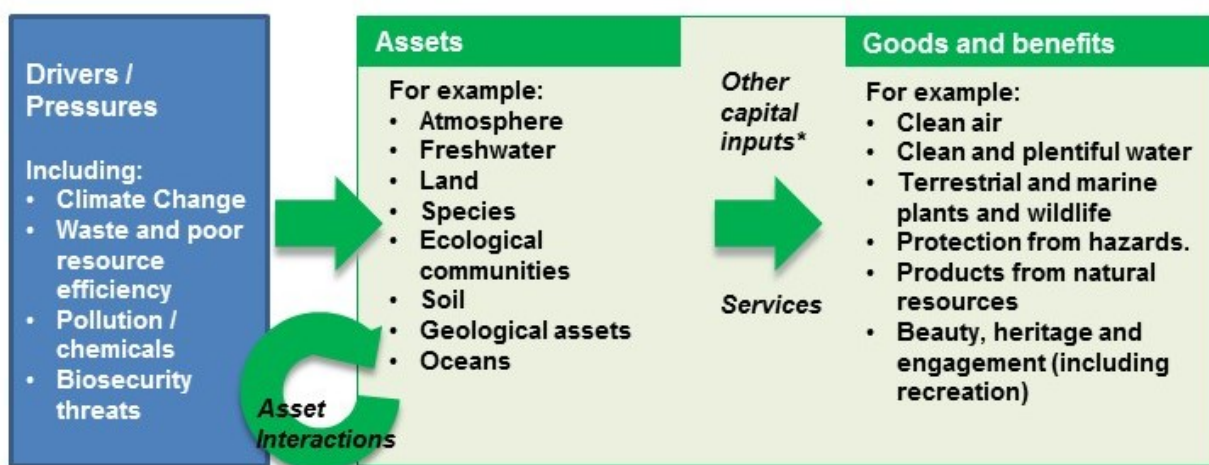 Drivers /
Pressures
Including:
• Climate Change
• Waste and poor
resource
efficiency
• Pollution /
chemicals
• Biosecurity
threats
Asset
Interactions
Assets
For example:
• Atmosphere
• Freshwater
• Land
• Species
• Ecological
communities
• Soil
• Geological assets
• Oceans
Other
capital
inputs*
Services
Goods and benefits
For example:
• Clean air
• Clean and plentiful water
• Terrestrial and marine
plants and wildlife
• Protection from hazards.
• Products from natural
resources
• Beauty, heritage and
engagement (including
recreation)